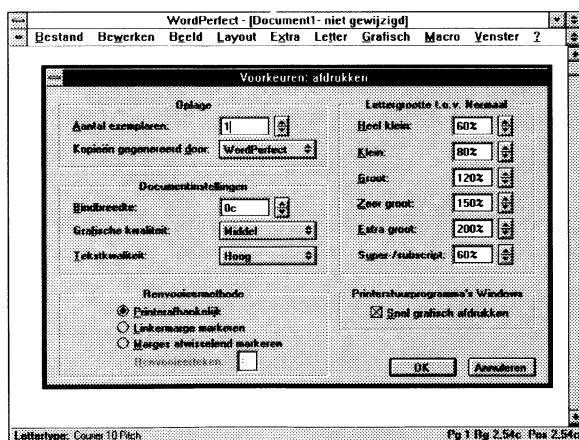 WordPerfect - [Document1- niet gewijzigd]
Bestand Bewerken Beeld Layout Extra Letter Grafisch Macro Venster ?
Voorkeuren: afdrukken
Oplage
Aantal exemplaren: 1
Kopieën gegenereerd door: WordPerfect
Documentinstellingen
Bindbreedte: 0c
Grafische kwaliteit: Middel
Tekstkwaliteit: Hoog
Renvooieermethode
Printerafhankelijk
Linkermarge markeren
Marges afwisselend markeren
Renvooieerteken:
Lettergrootte t.o.v. Normaal
Heel klein: 60%
Klein: 80%
Groot: 120%
Zeer groot: 150%
Extra groot: 200%
Super-/subscript: 60%
Printerstuurprogramma's Windows
Snel grafisch afdrukken
OK Annuleren
Lettertype: Courier 10 Pitch Pg 1 Rg 2.54c Pos 2.54c